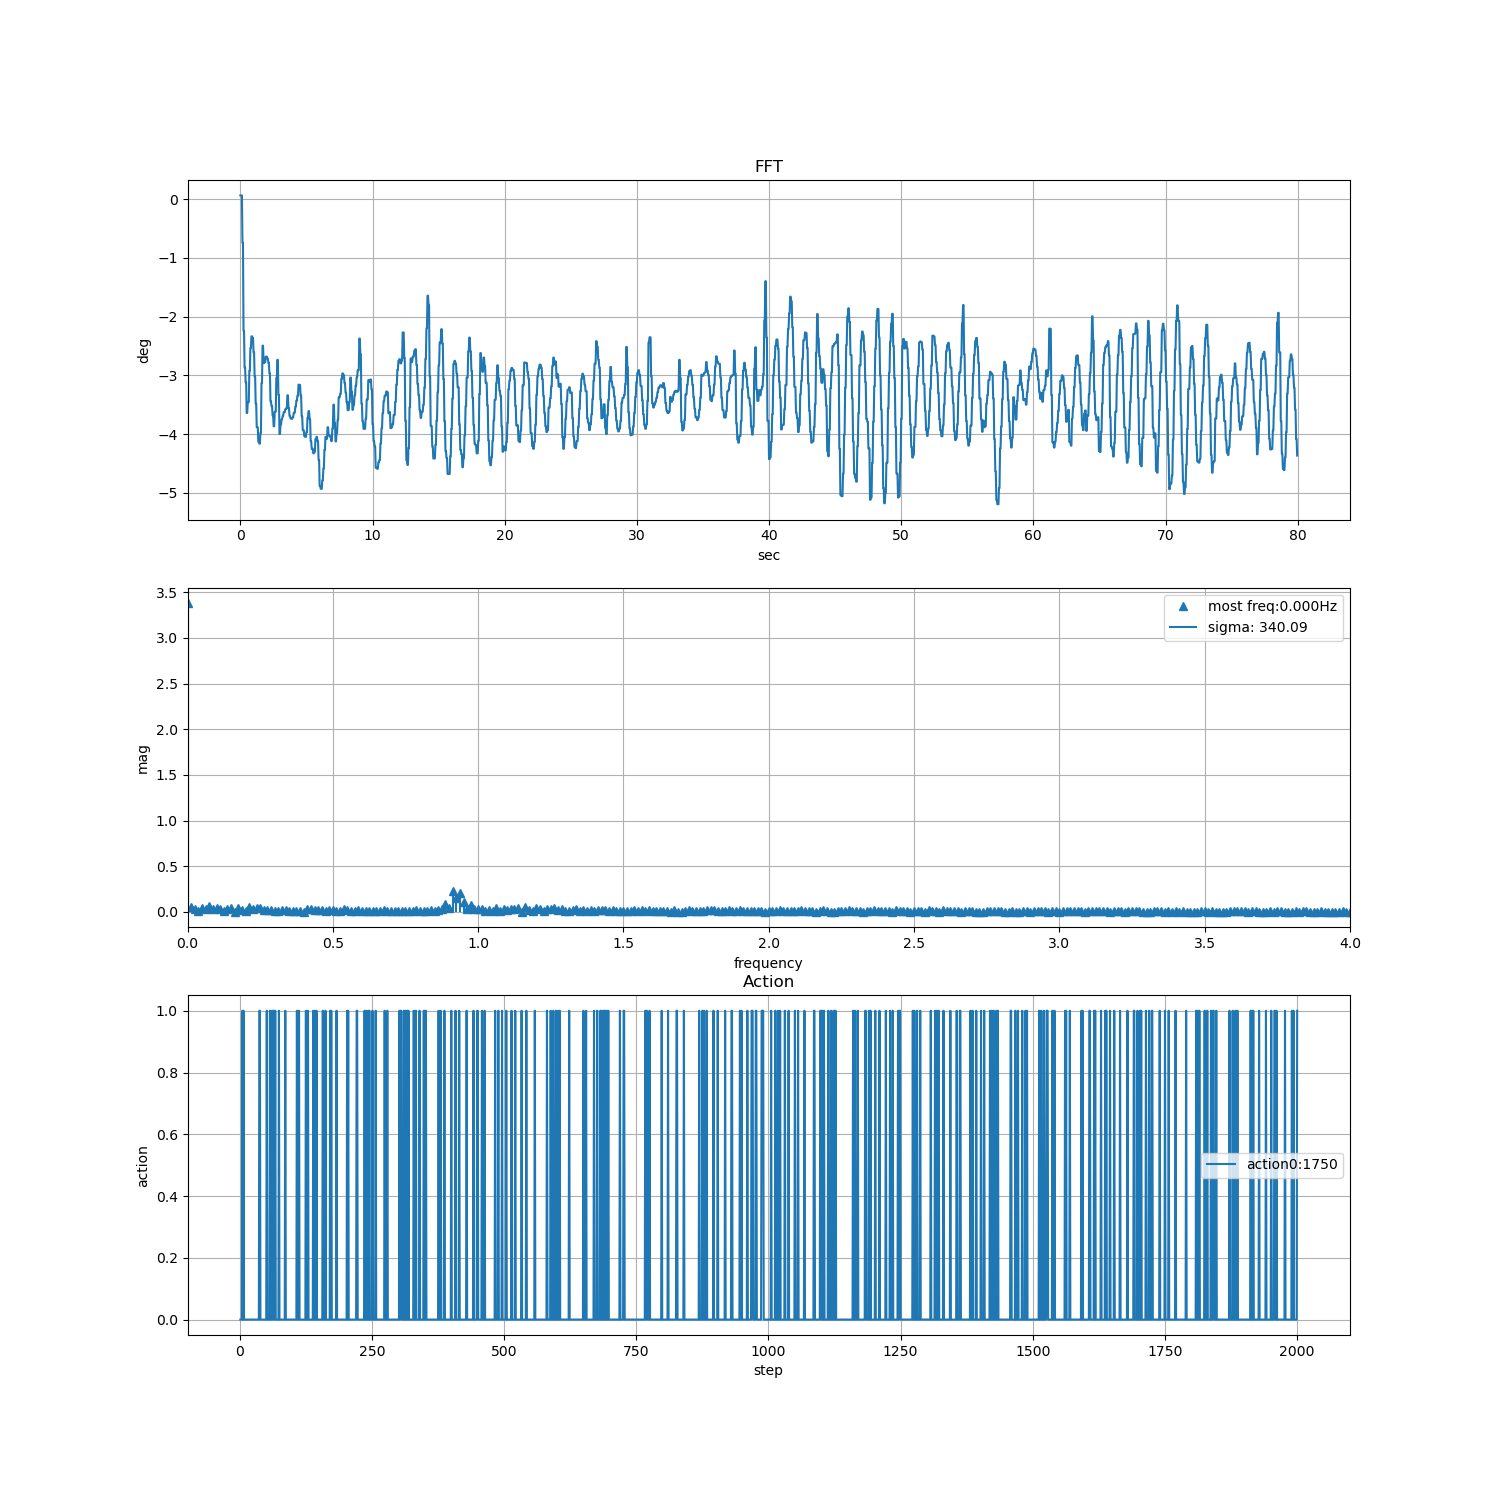 FFT
0
−1
−2
−3
−4
−5
deg
0 10 20 30 40 50 60 70 80
sec
3.5
3.0
2.5
2.0
1.5
1.0
0.5
0.0
mag
most freq:0.000Hz
sigma: 340.09
0.0 0.5 1.0 1.5 2.0 2.5 3.0 3.5 4.0
frequency
Action
1.0
0.8
0.6
0.4
0.2
0.0
action
action0:1750
0 250 500 750 1000 1250 1500 1750 2000
step